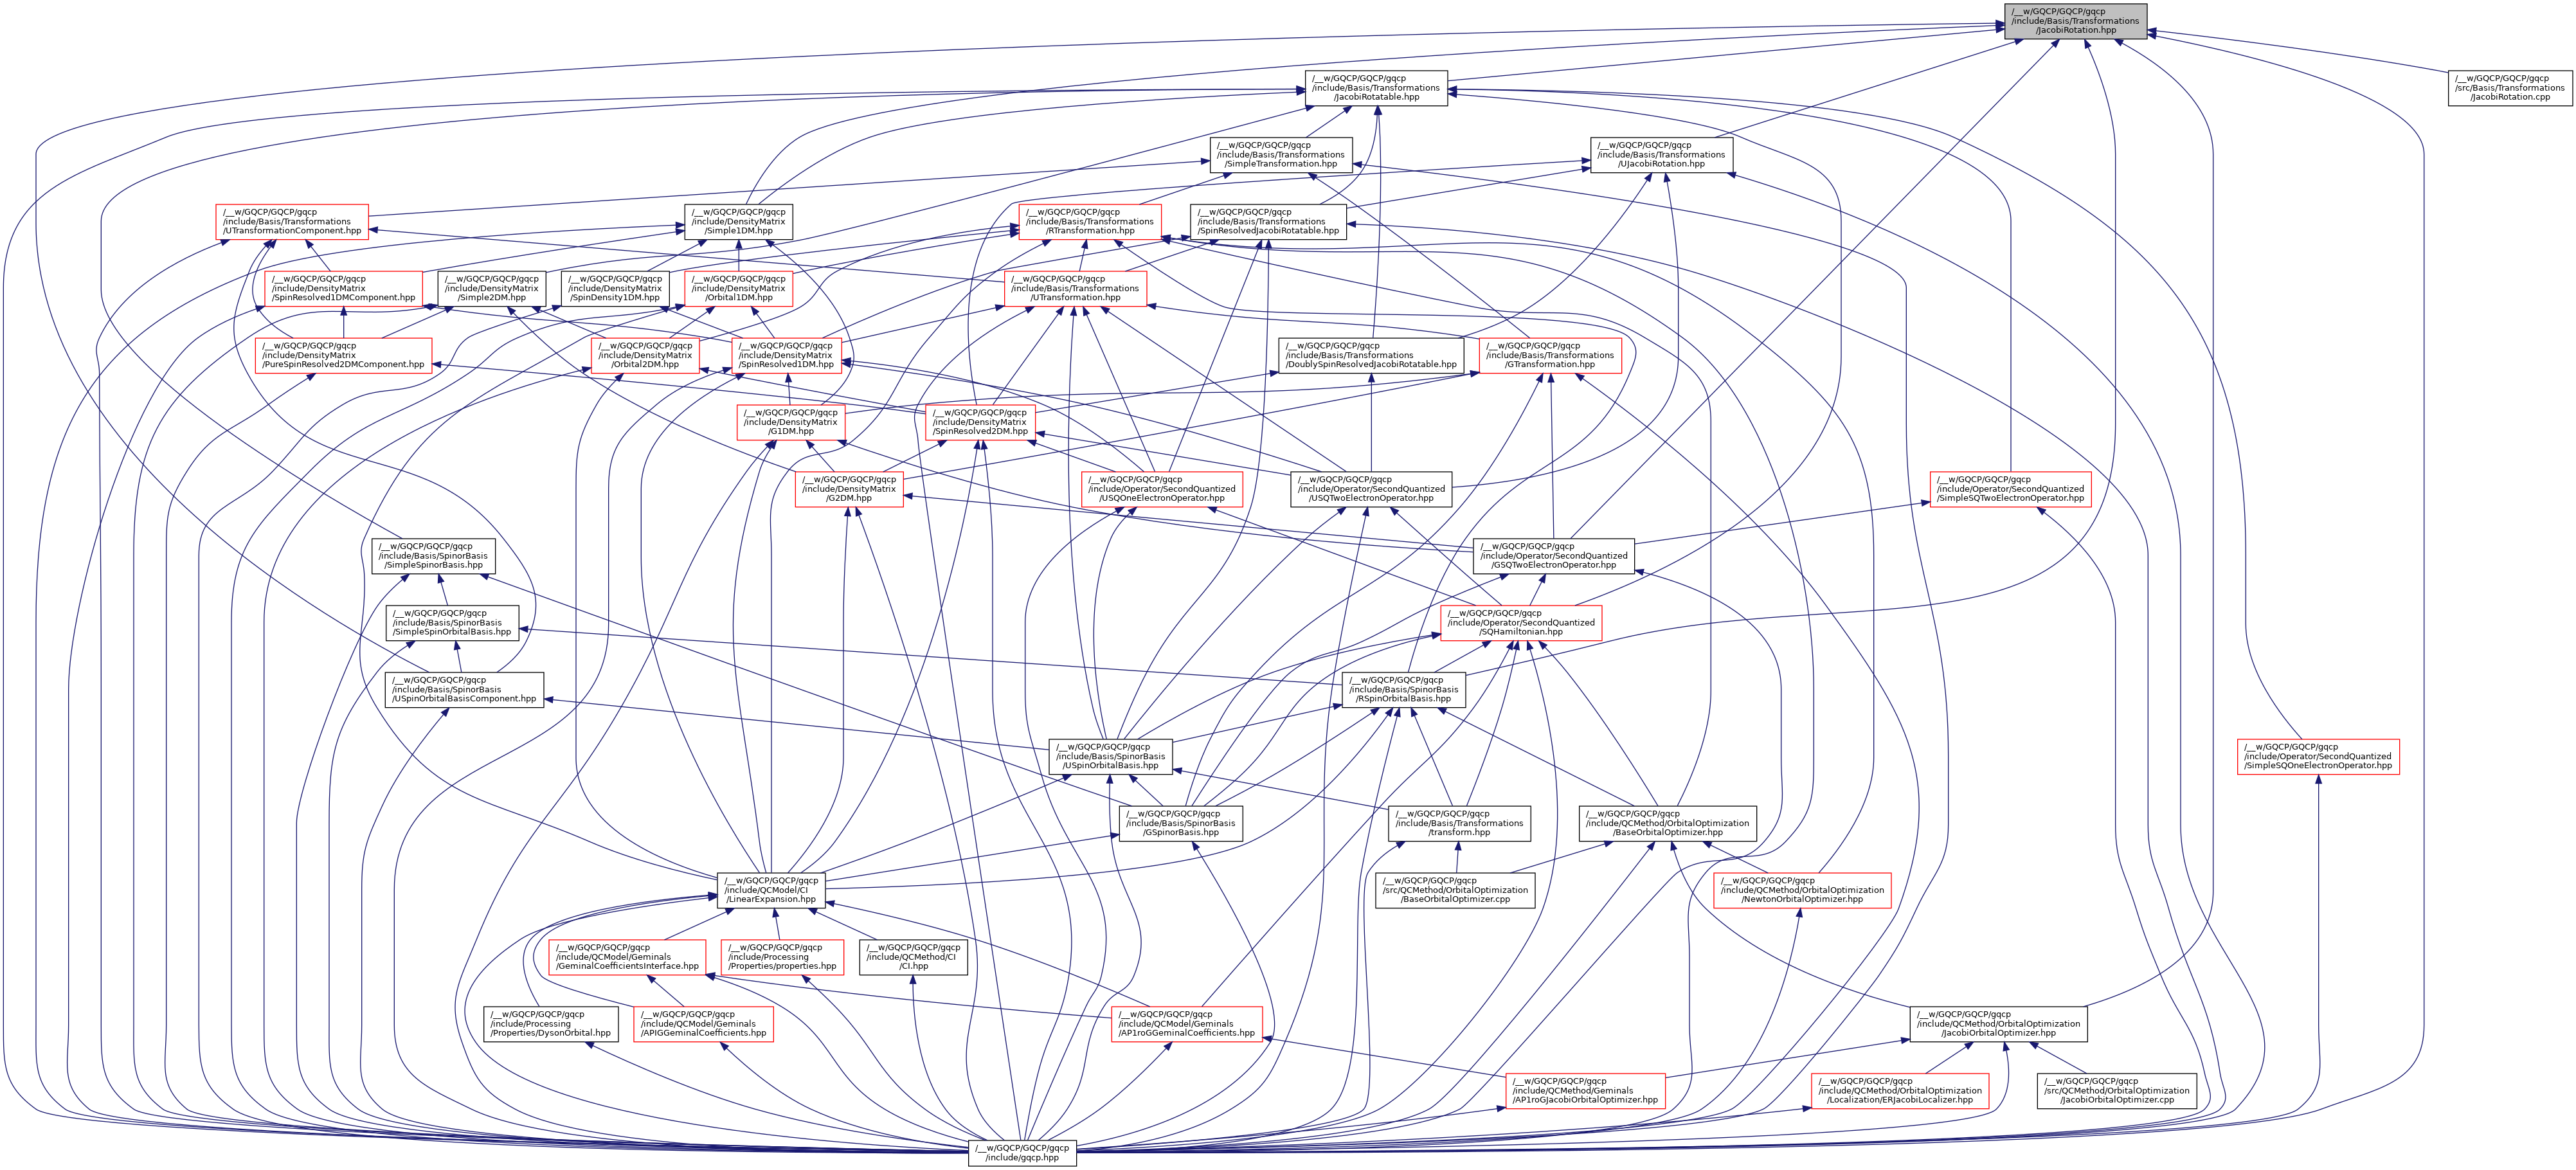 /__w/GQCP/GQCP/gqcp
/include/Basis/Transformations
/JacobiRotation.hpp
/__w/GQCP/GQCP/gqcp
/include/Basis/Transformations
/JacobiRotatable.hpp
/__w/GQCP/GQCP/gqcp
/src/Basis/Transformations
/JacobiRotation.cpp
/__w/GQCP/GQCP/gqcp
/include/Basis/Transformations
/SimpleTransformation.hpp
/__w/GQCP/GQCP/gqcp
/include/Basis/Transformations
/UJacobiRotation.hpp
/__w/GQCP/GQCP/gqcp
/include/Basis/Transformations
/UTransformationComponent.hpp
/__w/GQCP/GQCP/gqcp
/include/DensityMatrix
/Simple1DM.hpp
/__w/GQCP/GQCP/gqcp
/include/Basis/Transformations
/RTransformation.hpp
/__w/GQCP/GQCP/gqcp
/include/Basis/Transformations
/SpinResolvedJacobiRotatable.hpp
/__w/GQCP/GQCP/gqcp
/include/DensityMatrix
/SpinResolved1DMComponent.hpp
/__w/GQCP/GQCP/gqcp
/include/DensityMatrix
/Simple2DM.hpp
/__w/GQCP/GQCP/gqcp
/include/DensityMatrix
/SpinDensity1DM.hpp
/__w/GQCP/GQCP/gqcp
/include/DensityMatrix
/Orbital1DM.hpp
/__w/GQCP/GQCP/gqcp
/include/Basis/Transformations
/UTransformation.hpp
/__w/GQCP/GQCP/gqcp
/include/DensityMatrix
/PureSpinResolved2DMComponent.hpp
/__w/GQCP/GQCP/gqcp
/include/DensityMatrix
/Orbital2DM.hpp
/__w/GQCP/GQCP/gqcp
/include/DensityMatrix
/SpinResolved1DM.hpp
/__w/GQCP/GQCP/gqcp
/include/Basis/Transformations
/DoublySpinResolvedJacobiRotatable.hpp
/__w/GQCP/GQCP/gqcp
/include/Basis/Transformations
/GTransformation.hpp
/__w/GQCP/GQCP/gqcp
/include/DensityMatrix
/G1DM.hpp
/__w/GQCP/GQCP/gqcp
/include/DensityMatrix
/SpinResolved2DM.hpp
/__w/GQCP/GQCP/gqcp
/include/DensityMatrix
/G2DM.hpp
/__w/GQCP/GQCP/gqcp
/include/Operator/SecondQuantized
/USQOneElectronOperator.hpp
/__w/GQCP/GQCP/gqcp
/include/Operator/SecondQuantized
/USQTwoElectronOperator.hpp
/__w/GQCP/GQCP/gqcp
/include/Operator/SecondQuantized
/SimpleSQTwoElectronOperator.hpp
/__w/GQCP/GQCP/gqcp
/include/Basis/SpinorBasis
/SimpleSpinorBasis.hpp
/__w/GQCP/GQCP/gqcp
/include/Operator/SecondQuantized
/GSQTwoElectronOperator.hpp
/__w/GQCP/GQCP/gqcp
/include/Basis/SpinorBasis
/SimpleSpinOrbitalBasis.hpp
/__w/GQCP/GQCP/gqcp
/include/Operator/SecondQuantized
/SQHamiltonian.hpp
/__w/GQCP/GQCP/gqcp
/include/Basis/SpinorBasis
/USpinOrbitalBasisComponent.hpp
/__w/GQCP/GQCP/gqcp
/include/Basis/SpinorBasis
/RSpinOrbitalBasis.hpp
/__w/GQCP/GQCP/gqcp
/include/Basis/SpinorBasis
/USpinOrbitalBasis.hpp
/__w/GQCP/GQCP/gqcp
/include/Operator/SecondQuantized
/SimpleSQOneElectronOperator.hpp
/__w/GQCP/GQCP/gqcp
/include/Basis/SpinorBasis
/GSpinorBasis.hpp
/__w/GQCP/GQCP/gqcp
/include/Basis/Transformations
/transform.hpp
/__w/GQCP/GQCP/gqcp
/include/QCMethod/OrbitalOptimization
/BaseOrbitalOptimizer.hpp
/__w/GQCP/GQCP/gqcp
/include/QCModel/CI
/LinearExpansion.hpp
/__w/GQCP/GQCP/gqcp
/src/QCMethod/OrbitalOptimization
/BaseOrbitalOptimizer.cpp
/__w/GQCP/GQCP/gqcp
/include/QCMethod/OrbitalOptimization
/NewtonOrbitalOptimizer.hpp
/__w/GQCP/GQCP/gqcp
/include/QCModel/Geminals
/GeminalCoefficientsInterface.hpp
/__w/GQCP/GQCP/gqcp
/include/Processing
/Properties/properties.hpp
/__w/GQCP/GQCP/gqcp
/include/QCMethod/CI
/CI.hpp
/__w/GQCP/GQCP/gqcp
/include/Processing
/Properties/DysonOrbital.hpp
/__w/GQCP/GQCP/gqcp
/include/QCModel/Geminals
/APIGGeminalCoefficients.hpp
/__w/GQCP/GQCP/gqcp
/include/QCModel/Geminals
/AP1roGGeminalCoefficients.hpp
/__w/GQCP/GQCP/gqcp
/include/QCMethod/OrbitalOptimization
/JacobiOrbitalOptimizer.hpp
/__w/GQCP/GQCP/gqcp
/include/QCMethod/Geminals
/AP1roGJacobiOrbitalOptimizer.hpp
/__w/GQCP/GQCP/gqcp
/include/QCMethod/OrbitalOptimization
/Localization/ERJacobiLocalizer.hpp
/__w/GQCP/GQCP/gqcp
/src/QCMethod/OrbitalOptimization
/JacobiOrbitalOptimizer.cpp
/__w/GQCP/GQCP/gqcp
/include/gqcp.hpp